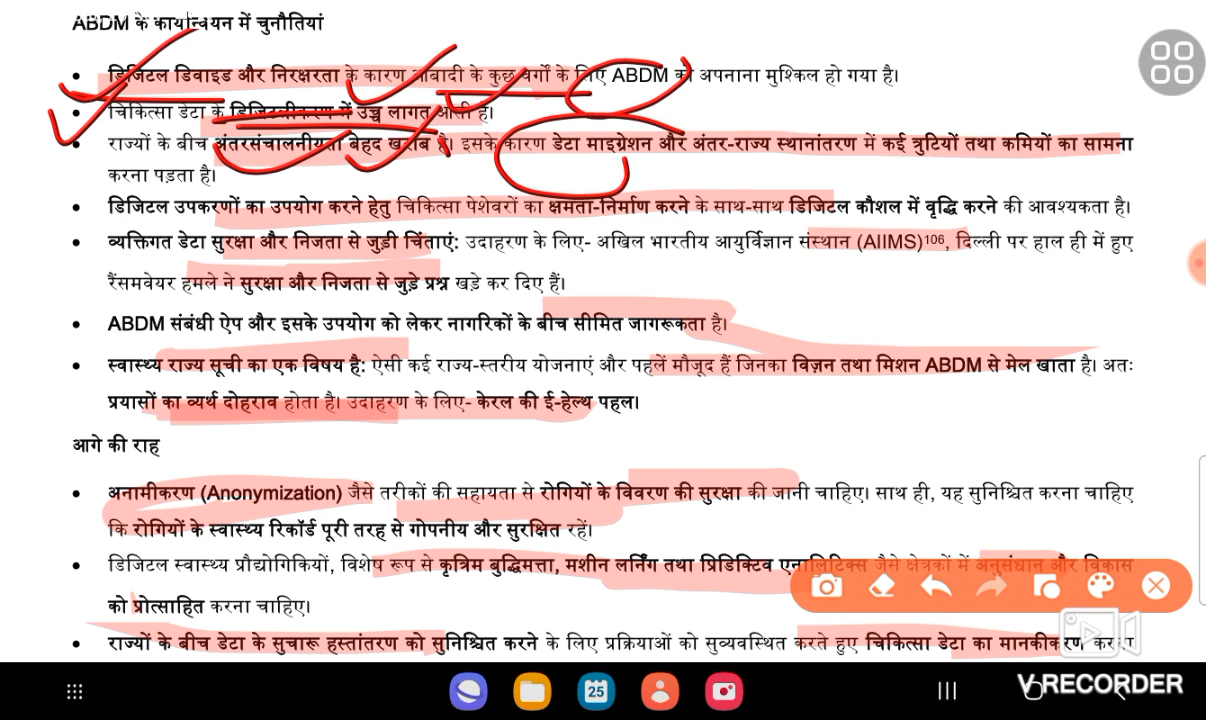 ABDM के कार्यान्वयन में चुनौतियां
• डिजिटल डिवाइड और निरक्षरता के कारण आबादी के कुछ वर्गों के लिए ABDM को अपनाना मुश्किल हो गया है।
• चिकित्सा डेटा के डिजिटलीकरण में उच्च लागत आती है।
• राज्यों के बीच अंतरसंचालनीयता बेहद खराब है। इसके कारण डेटा माइग्रेशन और अंतर-राज्य स्थानांतरण में कई त्रुटियों तथा कमियों का सामना
करना पड़ता है।
• डिजिटल उपकरणों का उपयोग करने हेतु चिकित्सा पेशेवरों का क्षमता-निर्माण करने के साथ-साथ डिजिटल कौशल में वृद्धि करने की आवश्यकता है।
• व्यक्तिगत डेटा सुरक्षा और निजता से जुड़ी चिंताएं: उदाहरण के लिए- अखिल भारतीय आयुर्विज्ञान संस्थान (AIIMS)106, दिल्ली पर हाल ही में हुए
रैंसमवेयर हमले ने सुरक्षा और निजता से जुड़े प्रश्न खड़े कर दिए हैं।
• ABDM संबंधी ऐप और इसके उपयोग को लेकर नागरिकों के बीच सीमित जागरूकता है।
• स्वास्थ्य राज्य सूची का एक विषय है: ऐसी कई राज्य-स्तरीय योजनाएं और पहलें मौजूद हैं जिनका विज़न तथा मिशन ABDM से मेल खाता है। अतः
प्रयासों का व्यर्थ दोहराव होता है। उदाहरण के लिए- केरल की ई-हेल्थ पहल।
आगे की राह
• अनामीकरण (Anonymization) जैसे तरीकों की सहायता से रोगियों के विवरण की सुरक्षा की जानी चाहिए। साथ ही, यह सुनिश्चित करना चाहिए
कि रोगियों के स्वास्थ्य रिकॉर्ड पूरी तरह से गोपनीय और सुरक्षित रहें।
• डिजिटल स्वास्थ्य प्रौद्योगिकियों, विशेष रूप से कृत्रिम बुद्धिमत्ता, मशीन लर्निंग तथा प्रिडिक्टिव एनालिटिक्स जैसे क्षेत्रकों में अनुसंधान और विकास
को प्रोत्साहित करना चाहिए।
• राज्यों के बीच डेटा के सुचारू हस्तांतरण को सुनिश्चित करने के लिए प्रक्रियाओं को सुव्यवस्थित करते हुए चिकित्सा डेटा का मानकीकरण करना
25
V RECORDER